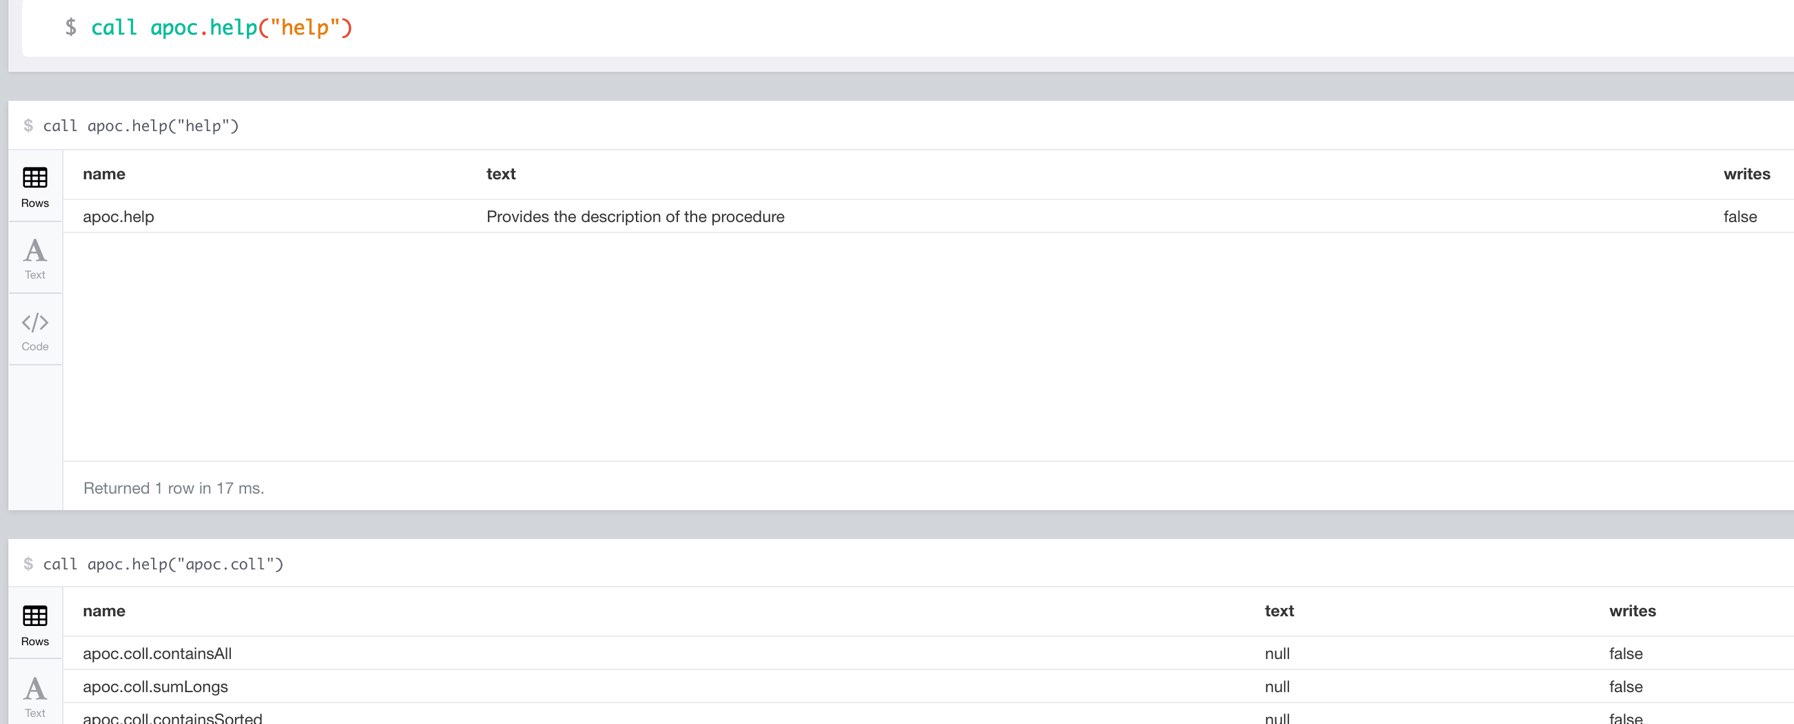 $ call apoc.help("help")
$ call apoc.help("help")
name text writes
Rows
apoc.help Provides the description of the procedure false
Text
</> Code
Returned 1 row in 17 ms.
$ call apoc.help("apoc.coll")
name text writes
Rows
apoc.coll.containsAll null false
apoc.coll.sumLongs null false
Text
apoc.coll.containsSorted null false